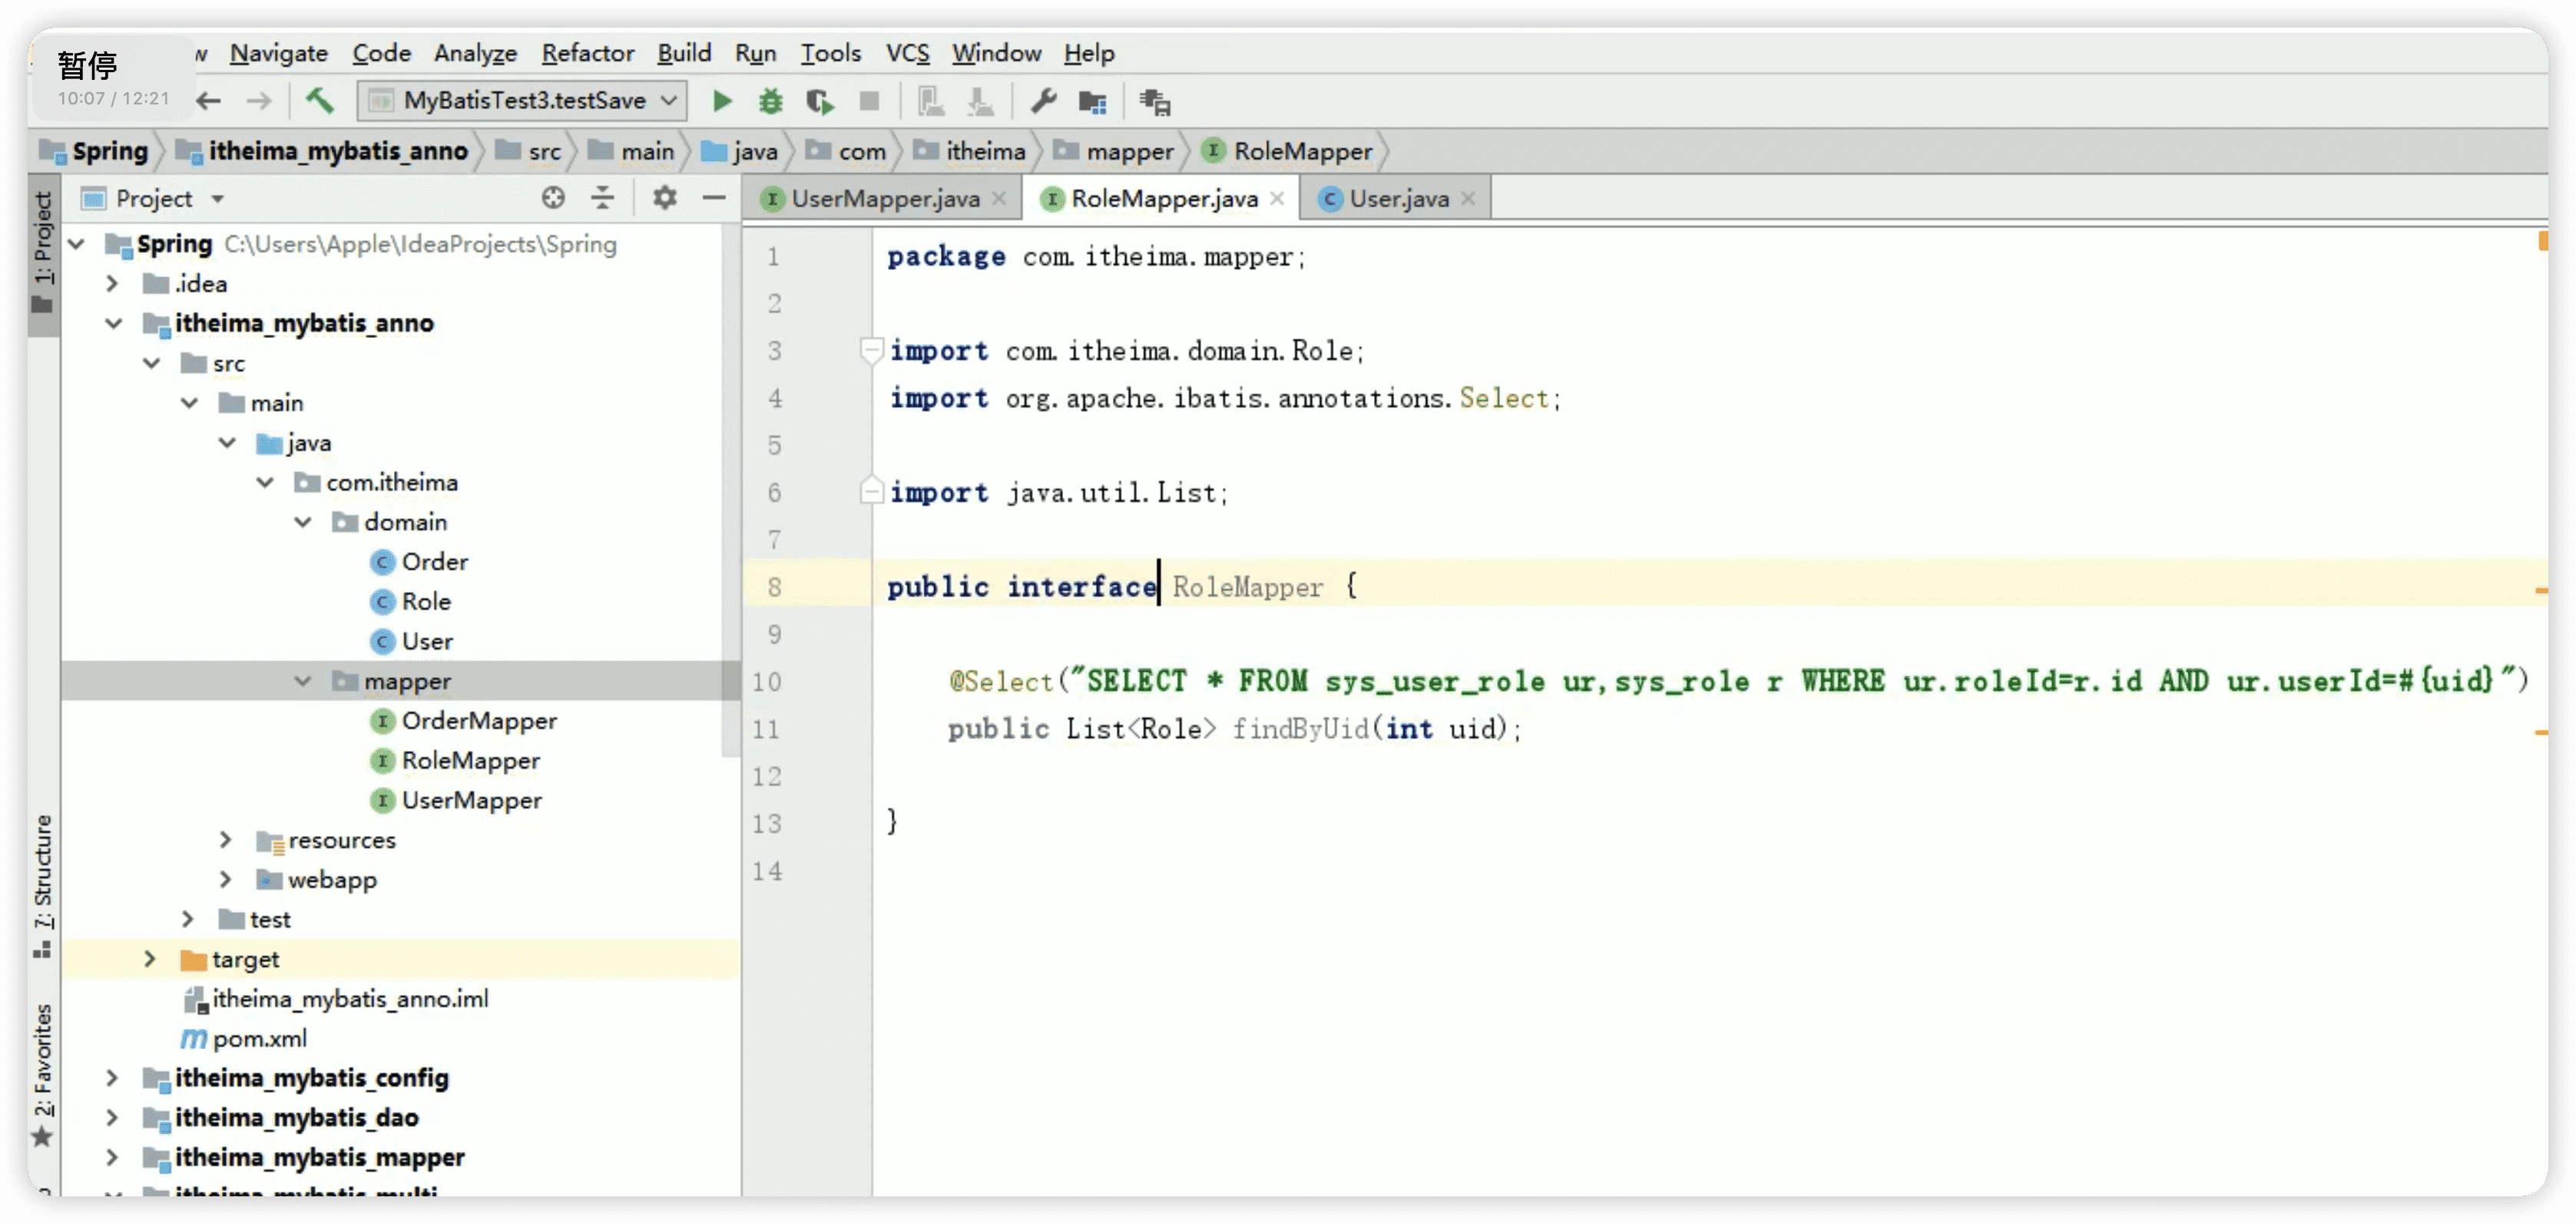 暂停
10:07 / 12:21
w Navigate Code Analyze Refactor Build Run Tools VCS Window Help
MyBatisTest3.testSave
Spring itheima_mybatis_anno src main java com itheima mapper RoleMapper
1: Project
7: Structure
2: Favorites
Project
Spring C:\Users\Apple\IdeaProjects\Spring
.idea
itheima_mybatis_anno
src
main
java
com.itheima
domain
Order
Role
User
mapper
OrderMapper
RoleMapper
UserMapper
resources
webapp
test
target
itheima_mybatis_anno.iml
pom.xml
itheima_mybatis_config
itheima_mybatis_dao
itheima_mybatis_mapper
itheima_mybatis_multi
UserMapper.java RoleMapper.java User.java
1 package com.itheima.mapper;
2
3 import com.itheima.domain.Role;
4 import org.apache.ibatis.annotations.Select;
5
6 import java.util.List;
7
8 public interface RoleMapper {
9
10 @Select("SELECT * FROM sys_user_role ur,sys_role r WHERE ur.roleId=r.id AND ur.userId=#{uid}")
11 public List<Role> findByUid(int uid);
12
13 }
14